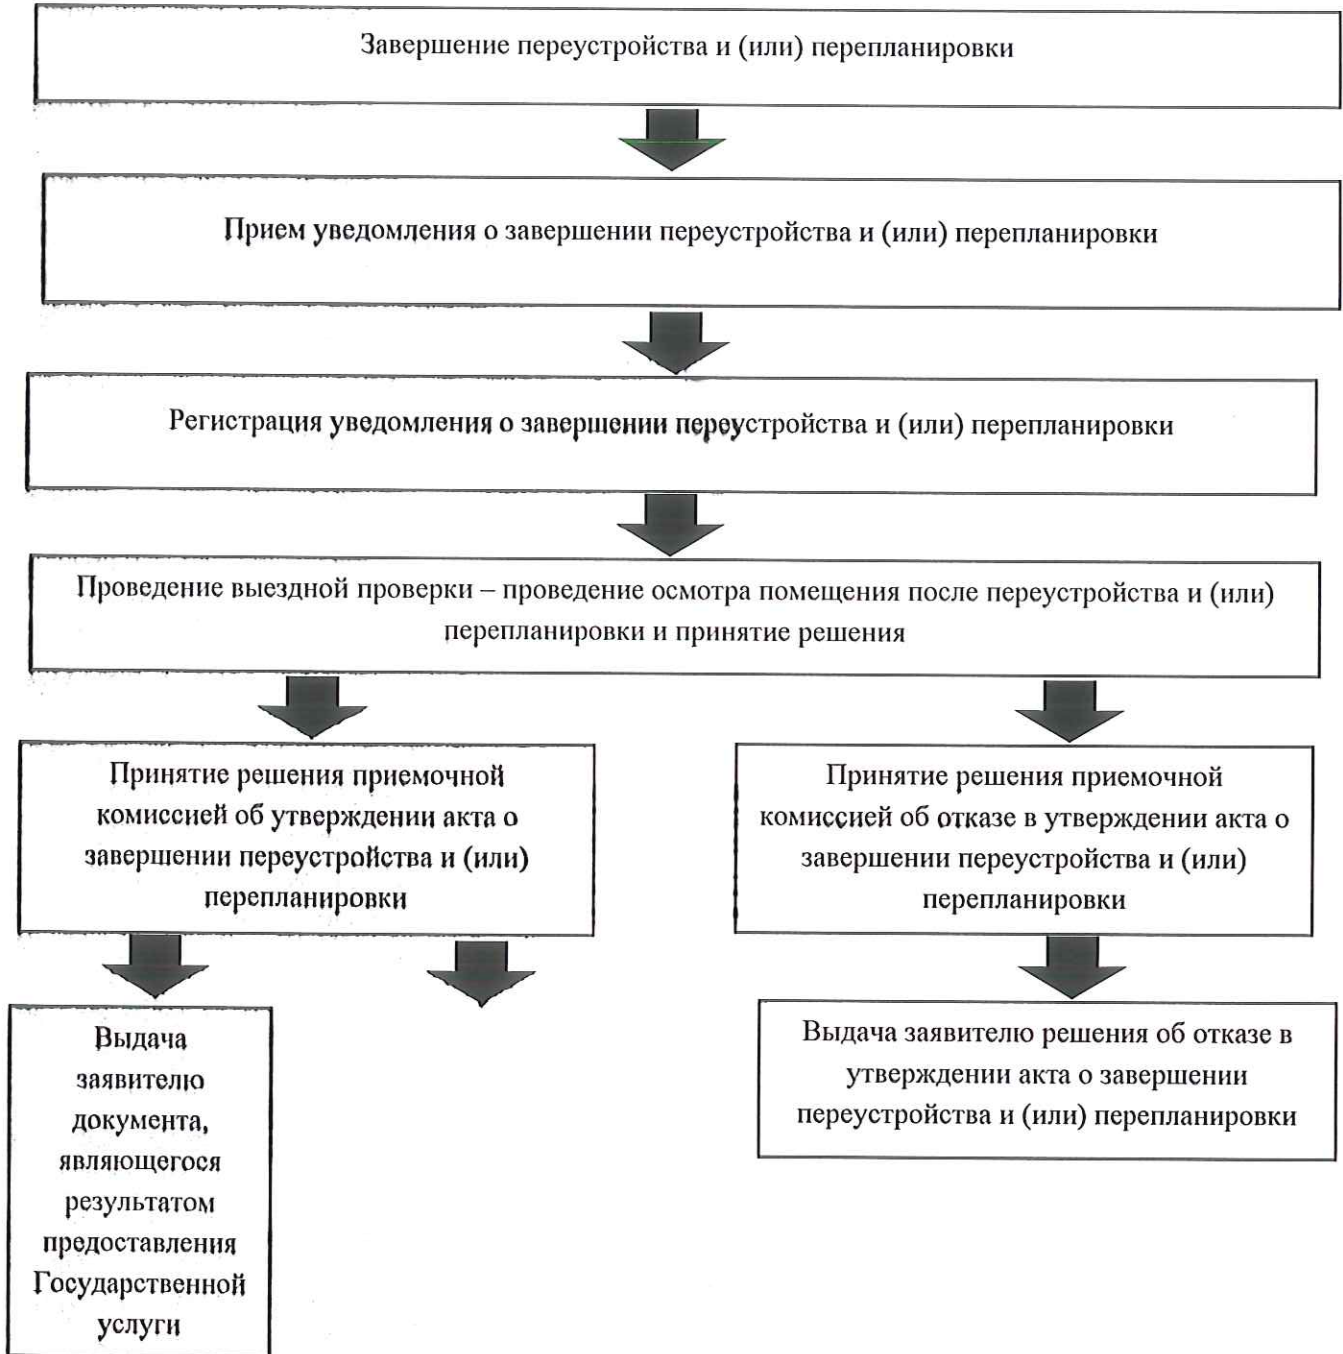 Завершение переустройства и (или) перепланировки
Прием уведомления о завершении переустройства и (или) перепланировки
Регистрация уведомления о завершении переустройства и (или) перепланировки
Проведение выездной проверки – проведение осмотра помещения после переустройства и (или)
перепланировки и принятие решения
Принятие решения приемочной
комиссией об утверждении акта о
завершении переустройства и (или)
перепланировки
Принятие решения приемочной
комиссией об отказе в утверждении акта о
завершении переустройства и (или)
перепланировки
Выдача
заявителю
документа,
являющегося
результатом
предоставления
Государственной
услуги
Выдача заявителю решения об отказе в
утверждении акта о завершении
переустройства и (или) перепланировки